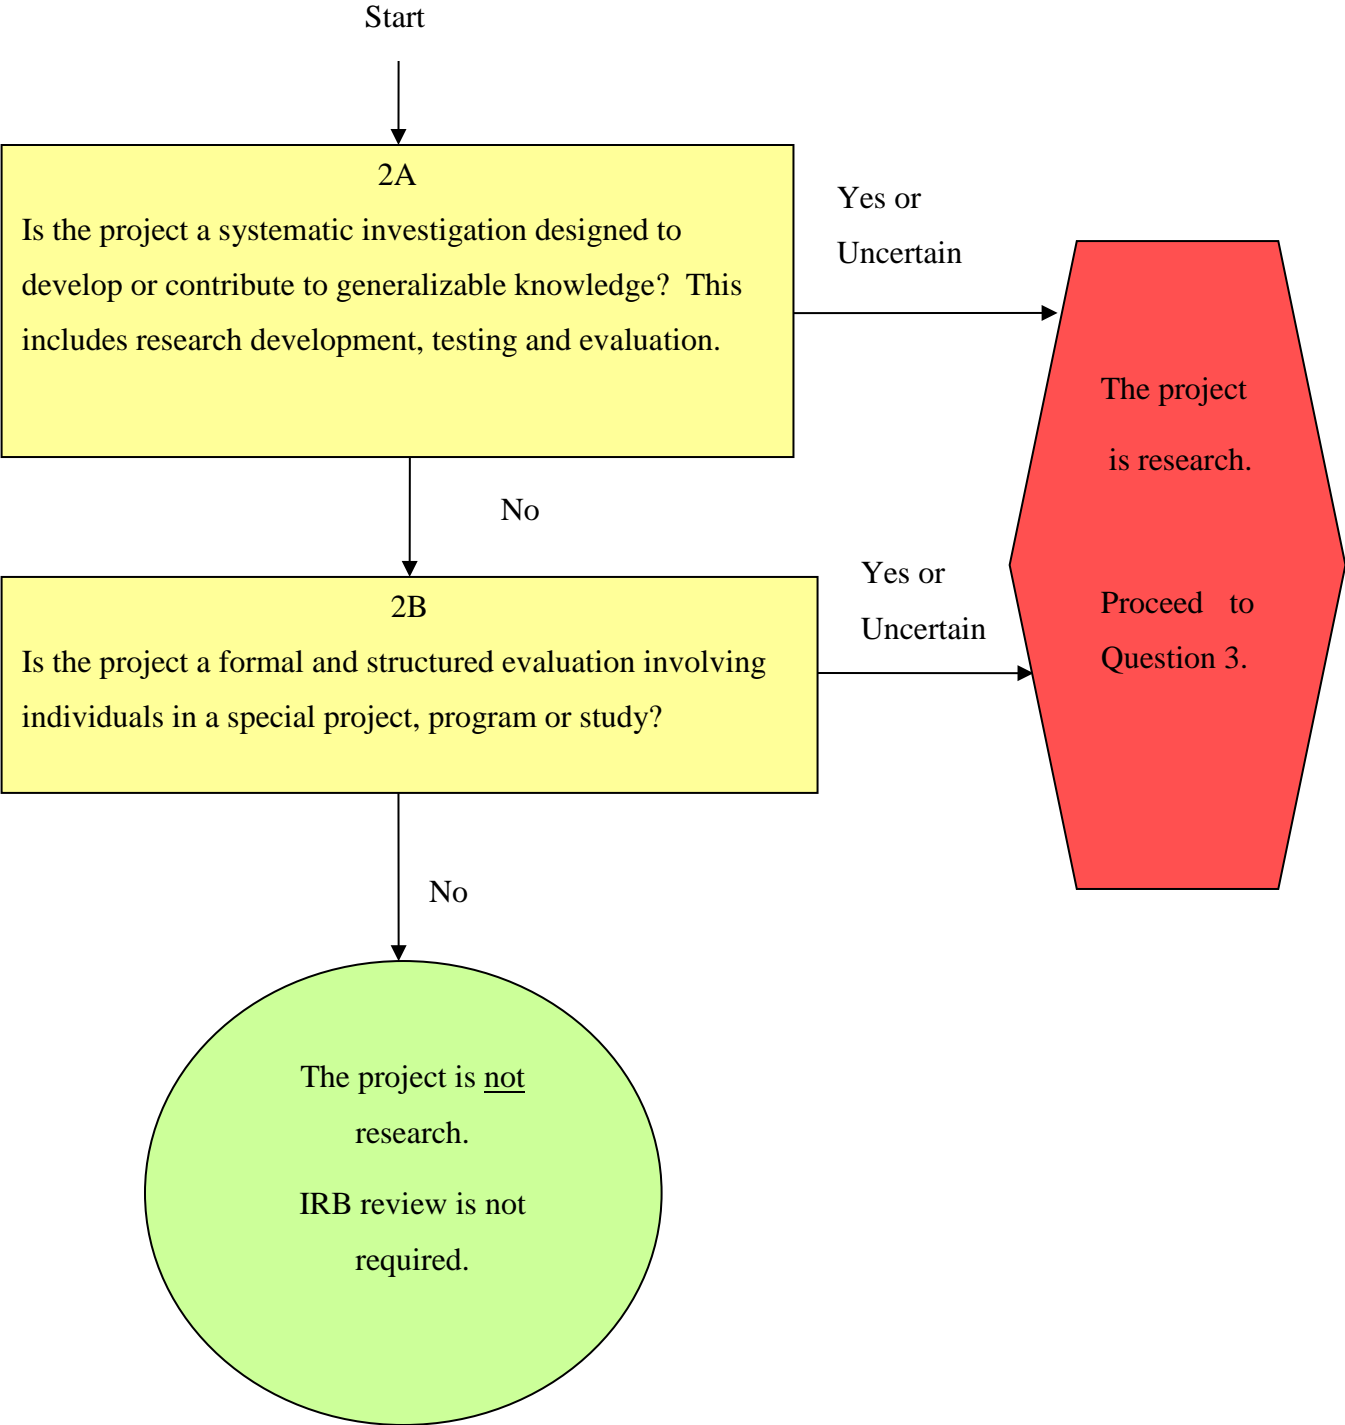 Start
2A
Is the project a systematic investigation designed to
develop or contribute to generalizable knowledge?  This
includes research development, testing and evaluation.
Yes or
Uncertain
The project
is research.
Proceed to
Question 3.
No
2B
Is the project a formal and structured evaluation involving
individuals in a special project, program or study?
Yes or
Uncertain
No
The project is not
research.
IRB review is not
required.